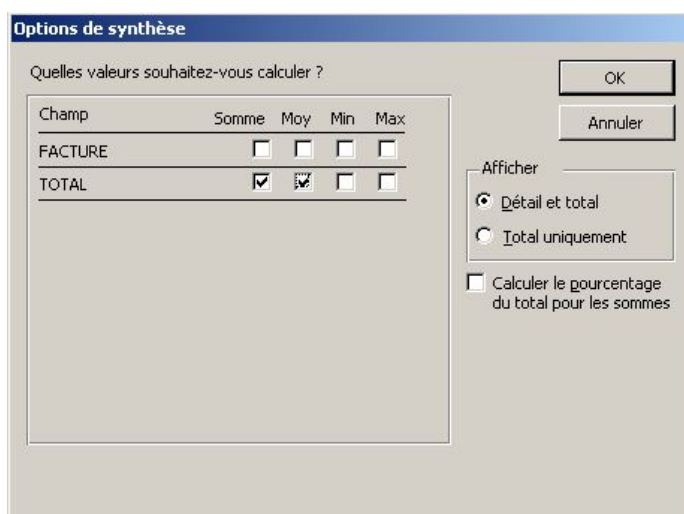 Options de synthèse
Quelles valeurs souhaitez-vous calculer ?
OK
Annuler
Champ Somme Moy Min Max
FACTURE
TOTAL
Afficher
Détail et total
Total uniquement
Calculer le pourcentage
du total pour les sommes